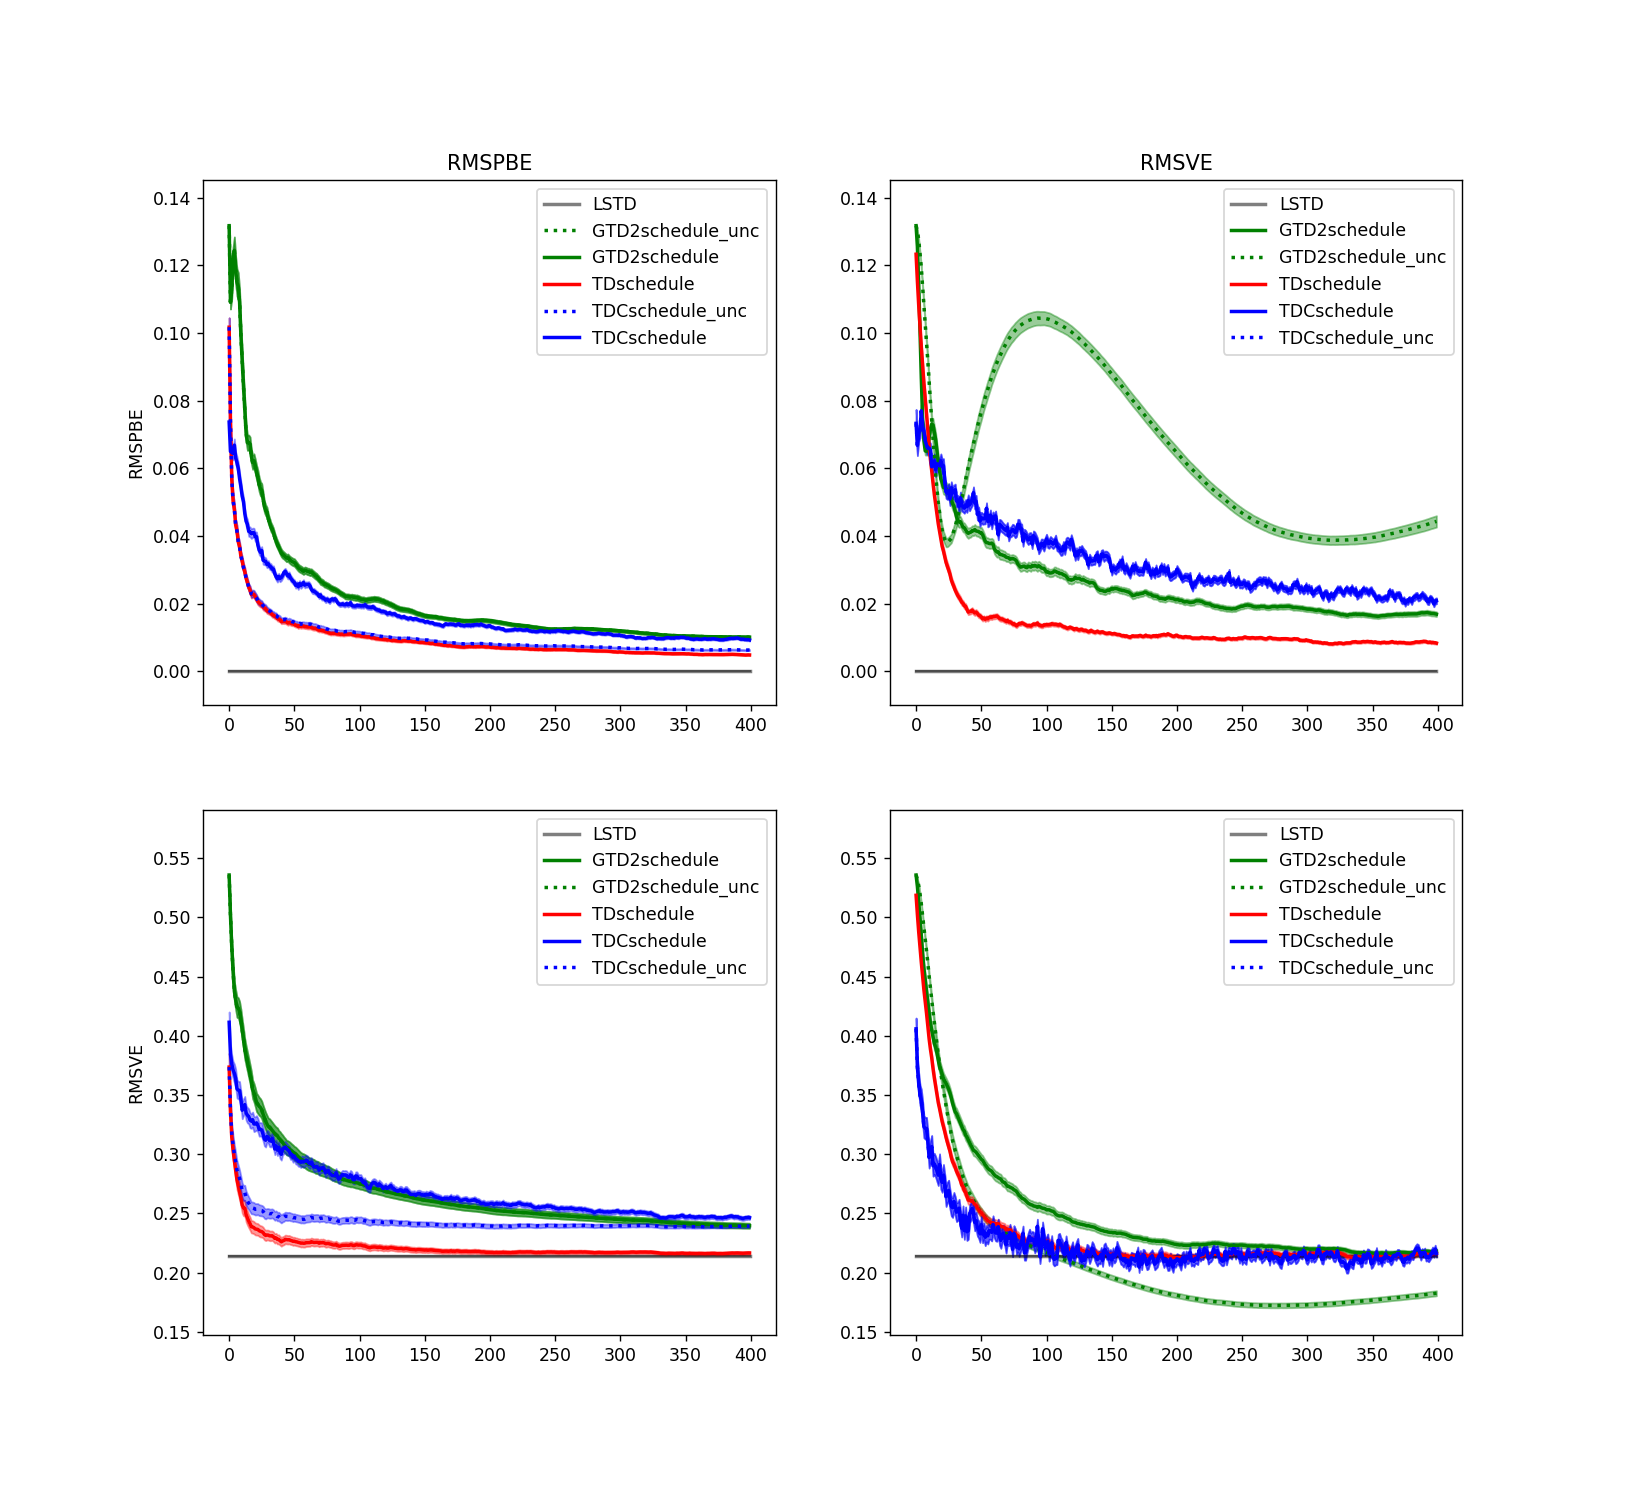 RMSPBE
RMSVE
RMSPBE
0.14
0.12
0.10
0.08
0.06
0.04
0.02
0.00
LSTD
GTD2schedule_unc
GTD2schedule
TDschedule
TDCschedule_unc
TDCschedule
0 50 100 150 200 250 300 350 400
0.14
0.12
0.10
0.08
0.06
0.04
0.02
0.00
LSTD
GTD2schedule
GTD2schedule_unc
TDschedule
TDCschedule
TDCschedule_unc
0 50 100 150 200 250 300 350 400
RMSVE
0.55
0.50
0.45
0.40
0.35
0.30
0.25
0.20
0.15
LSTD
GTD2schedule
GTD2schedule_unc
TDschedule
TDCschedule
TDCschedule_unc
0 50 100 150 200 250 300 350 400
0.55
0.50
0.45
0.40
0.35
0.30
0.25
0.20
0.15
LSTD
GTD2schedule
GTD2schedule_unc
TDschedule
TDCschedule
TDCschedule_unc
0 50 100 150 200 250 300 350 400